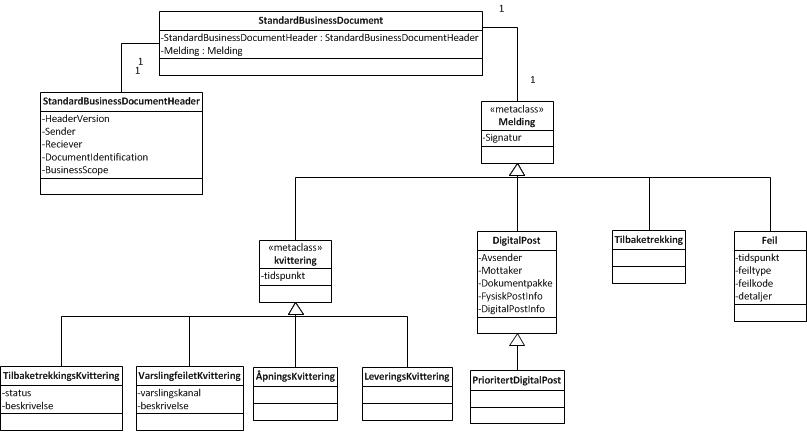 StandardBusinessDocument
-StandardBusinessDocumentHeader : StandardBusinessDocumentHeader
-Melding : Melding
1
1
1
1
StandardBusinessDocumentHeader
-HeaderVersion
-Sender
-Reciever
-DocumentIdentification
-BusinessScope
«metaclass»
Melding
-Signatur
«metaclass»
kvittering
-tidspunkt
DigitalPost
-Avsender
-Mottaker
-Dokumentpakke
-FysiskPostInfo
-DigitalPostInfo
Tilbaketrekking
Feil
-tidspunkt
-feiltype
-feilkode
-detaljer
TilbaketrekkingsKvittering
-status
-beskrivelse
VarslingfeiletKvittering
-varslingskanal
-beskrivelse
ÅpningsKvittering
LeveringsKvittering
PrioritertDigitalPost